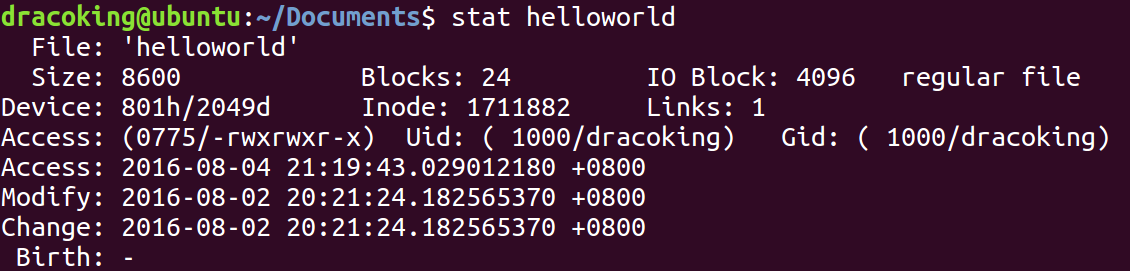 dracoking@ubuntu:~/Documents$ stat helloworld
  File: 'helloworld'
  Size: 8600            Blocks: 24         IO Block: 4096   regular file
Device: 801h/2049d      Inode: 1711882     Links: 1
Access: (0775/-rwxrwxr-x)  Uid: ( 1000/dracoking)   Gid: ( 1000/dracoking)
Access: 2016-08-04 21:19:43.029012180 +0800
Modify: 2016-08-02 20:21:24.182565370 +0800
Change: 2016-08-02 20:21:24.182565370 +0800
 Birth: -